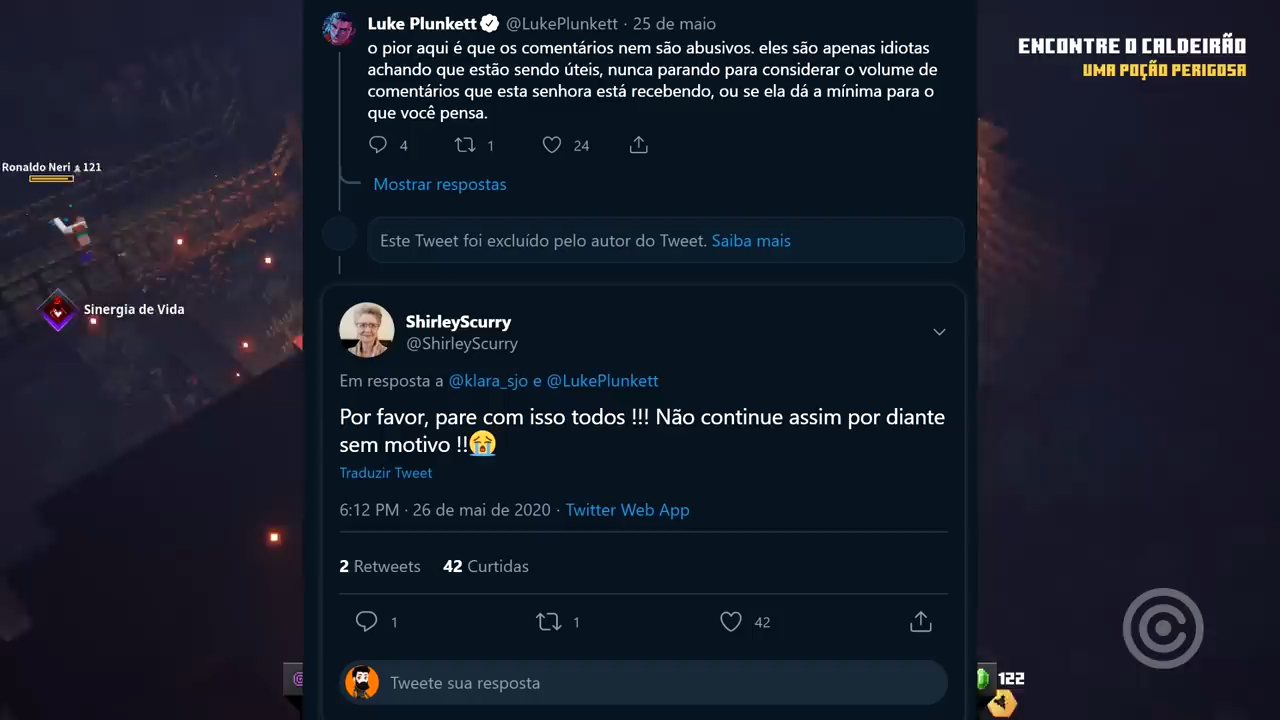 Luke Plunkett @LukePlunkett · 25 de maio
o pior aqui é que os comentários nem são abusivos. eles são apenas idiotas
achando que estão sendo úteis, nunca parando para considerar o volume de
comentários que esta senhora está recebendo, ou se ela dá a mínima para o
que você pensa.
4 1 24
Mostrar respostas
Este Tweet foi excluído pelo autor do Tweet. Saiba mais
ShirleyScurry
@ShirleyScurry
Em resposta a @klara_sjo e @LukePlunkett
Por favor, pare com isso todos !!! Não continue assim por diante
sem motivo !!😭
Traduzir Tweet
6:12 PM · 26 de mai de 2020 · Twitter Web App
2 Retweets 42 Curtidas
1 1 42
Tweete sua resposta
ENCONTRE O CALDEIRÃO
UMA POÇÃO PERIGOSA
Ronaldo Neri 121
Sinergia de Vida
122